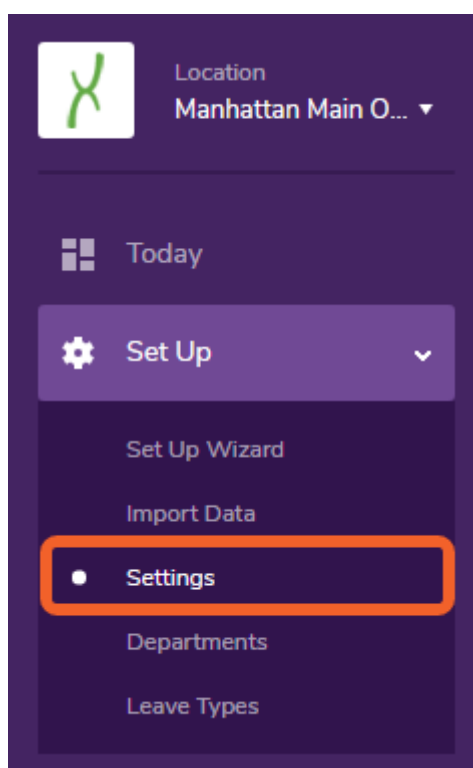 Location
Manhattan Main O...
Today
Set Up
Set Up Wizard
Import Data
Settings
Departments
Leave Types